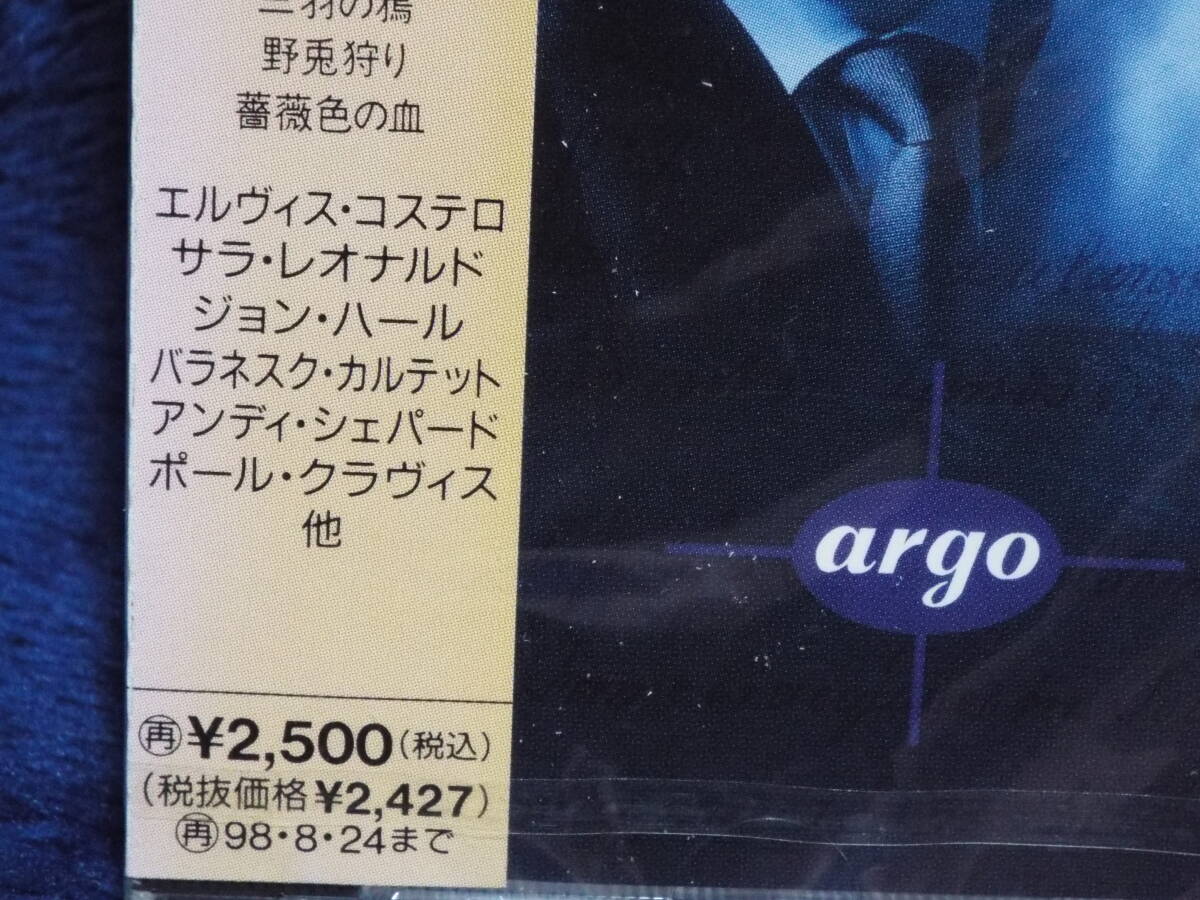 三羽の鴉
野兎狩り
薔薇色の血
エルヴィス・コステロ
サラ・レオナルド
ジョン・ハール
バラネスク・カルテット
アンディ・シェパード
ポール・クラヴィス
他
再 ¥2,500(税込)
(税抜価格¥2,427)
再 98・8・24まで
argo